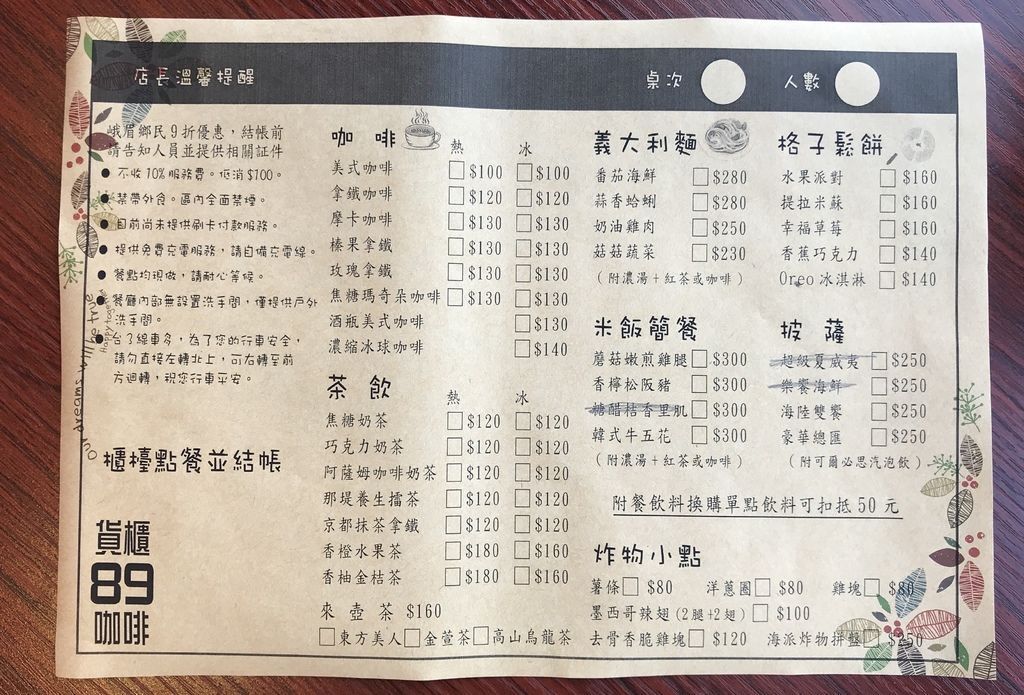 店長溫馨提醒
桌次
人數
峨眉鄉民9折優惠，結帳前
請告知人員並提供相關証件
● 不收10%服務費。低消$100。
● 禁帶外食。區內全面禁煙。
● 目前尚未提供刷卡付款服務。
● 提供免費充電服務，請自備充電線。
● 餐點均現做，請耐心等候。
● 餐廳內部無設置洗手間，僅提供戶外
洗手間。
● 台3線車多，為了您的行車安全，
請勿直接左轉北上，可右轉至前
方迴轉，祝您行車平安。
櫃檯點餐並結帳
貨櫃
89
咖啡
咖啡 熱 冰
美式咖啡 □$100 □$100
拿鐵咖啡 □$120 □$120
摩卡咖啡 □$130 □$130
榛果拿鐵 □$130 □$130
玫瑰拿鐵 □$130 □$130
焦糖瑪奇朵咖啡 □$130 □$130
酒瓶美式咖啡 □$130
濃縮冰球咖啡 □$140
茶飲 熱 冰
焦糖奶茶 □$120 □$120
巧克力奶茶 □$120 □$120
阿薩姆咖啡奶茶 □$120 □$120
那堤養生擂茶 □$120 □$120
京都抹茶拿鐵 □$120 □$120
香橙水果茶 □$180 □$160
香柚金桔茶 □$180 □$160
來壺茶 $160
□東方美人 □金萱茶 □高山烏龍茶
義大利麵
番茄海鮮 □$280
蒜香蛤蜊 □$280
奶油雞肉 □$250
菇菇蔬菜 □$230
（附濃湯＋紅茶或咖啡）
格子鬆餅
水果派對 □$160
提拉米蘇 □$160
幸福草莓 □$160
香蕉巧克力 □$140
Oreo冰淇淋 □$140
米飯簡餐
蘑菇嫩煎雞腿 □$300
香檸松阪豬 □$300
糖醋桔香里肌 □$300
韓式牛五花 □$300
（附濃湯＋紅茶或咖啡）
披薩
超級夏威夷 □$250
樂饗海鮮 □$250
海陸雙饗 □$250
豪華總匯 □$250
（附可爾必思汽泡飲）
附餐飲料換購單點飲料可扣抵50元
炸物小點
薯條□ $80 洋蔥圈□ $80 雞塊□ $80
墨西哥辣翅（2腿+2翅）□ $100
去骨香脆雞塊□ $120 海派炸物拼盤□ $250